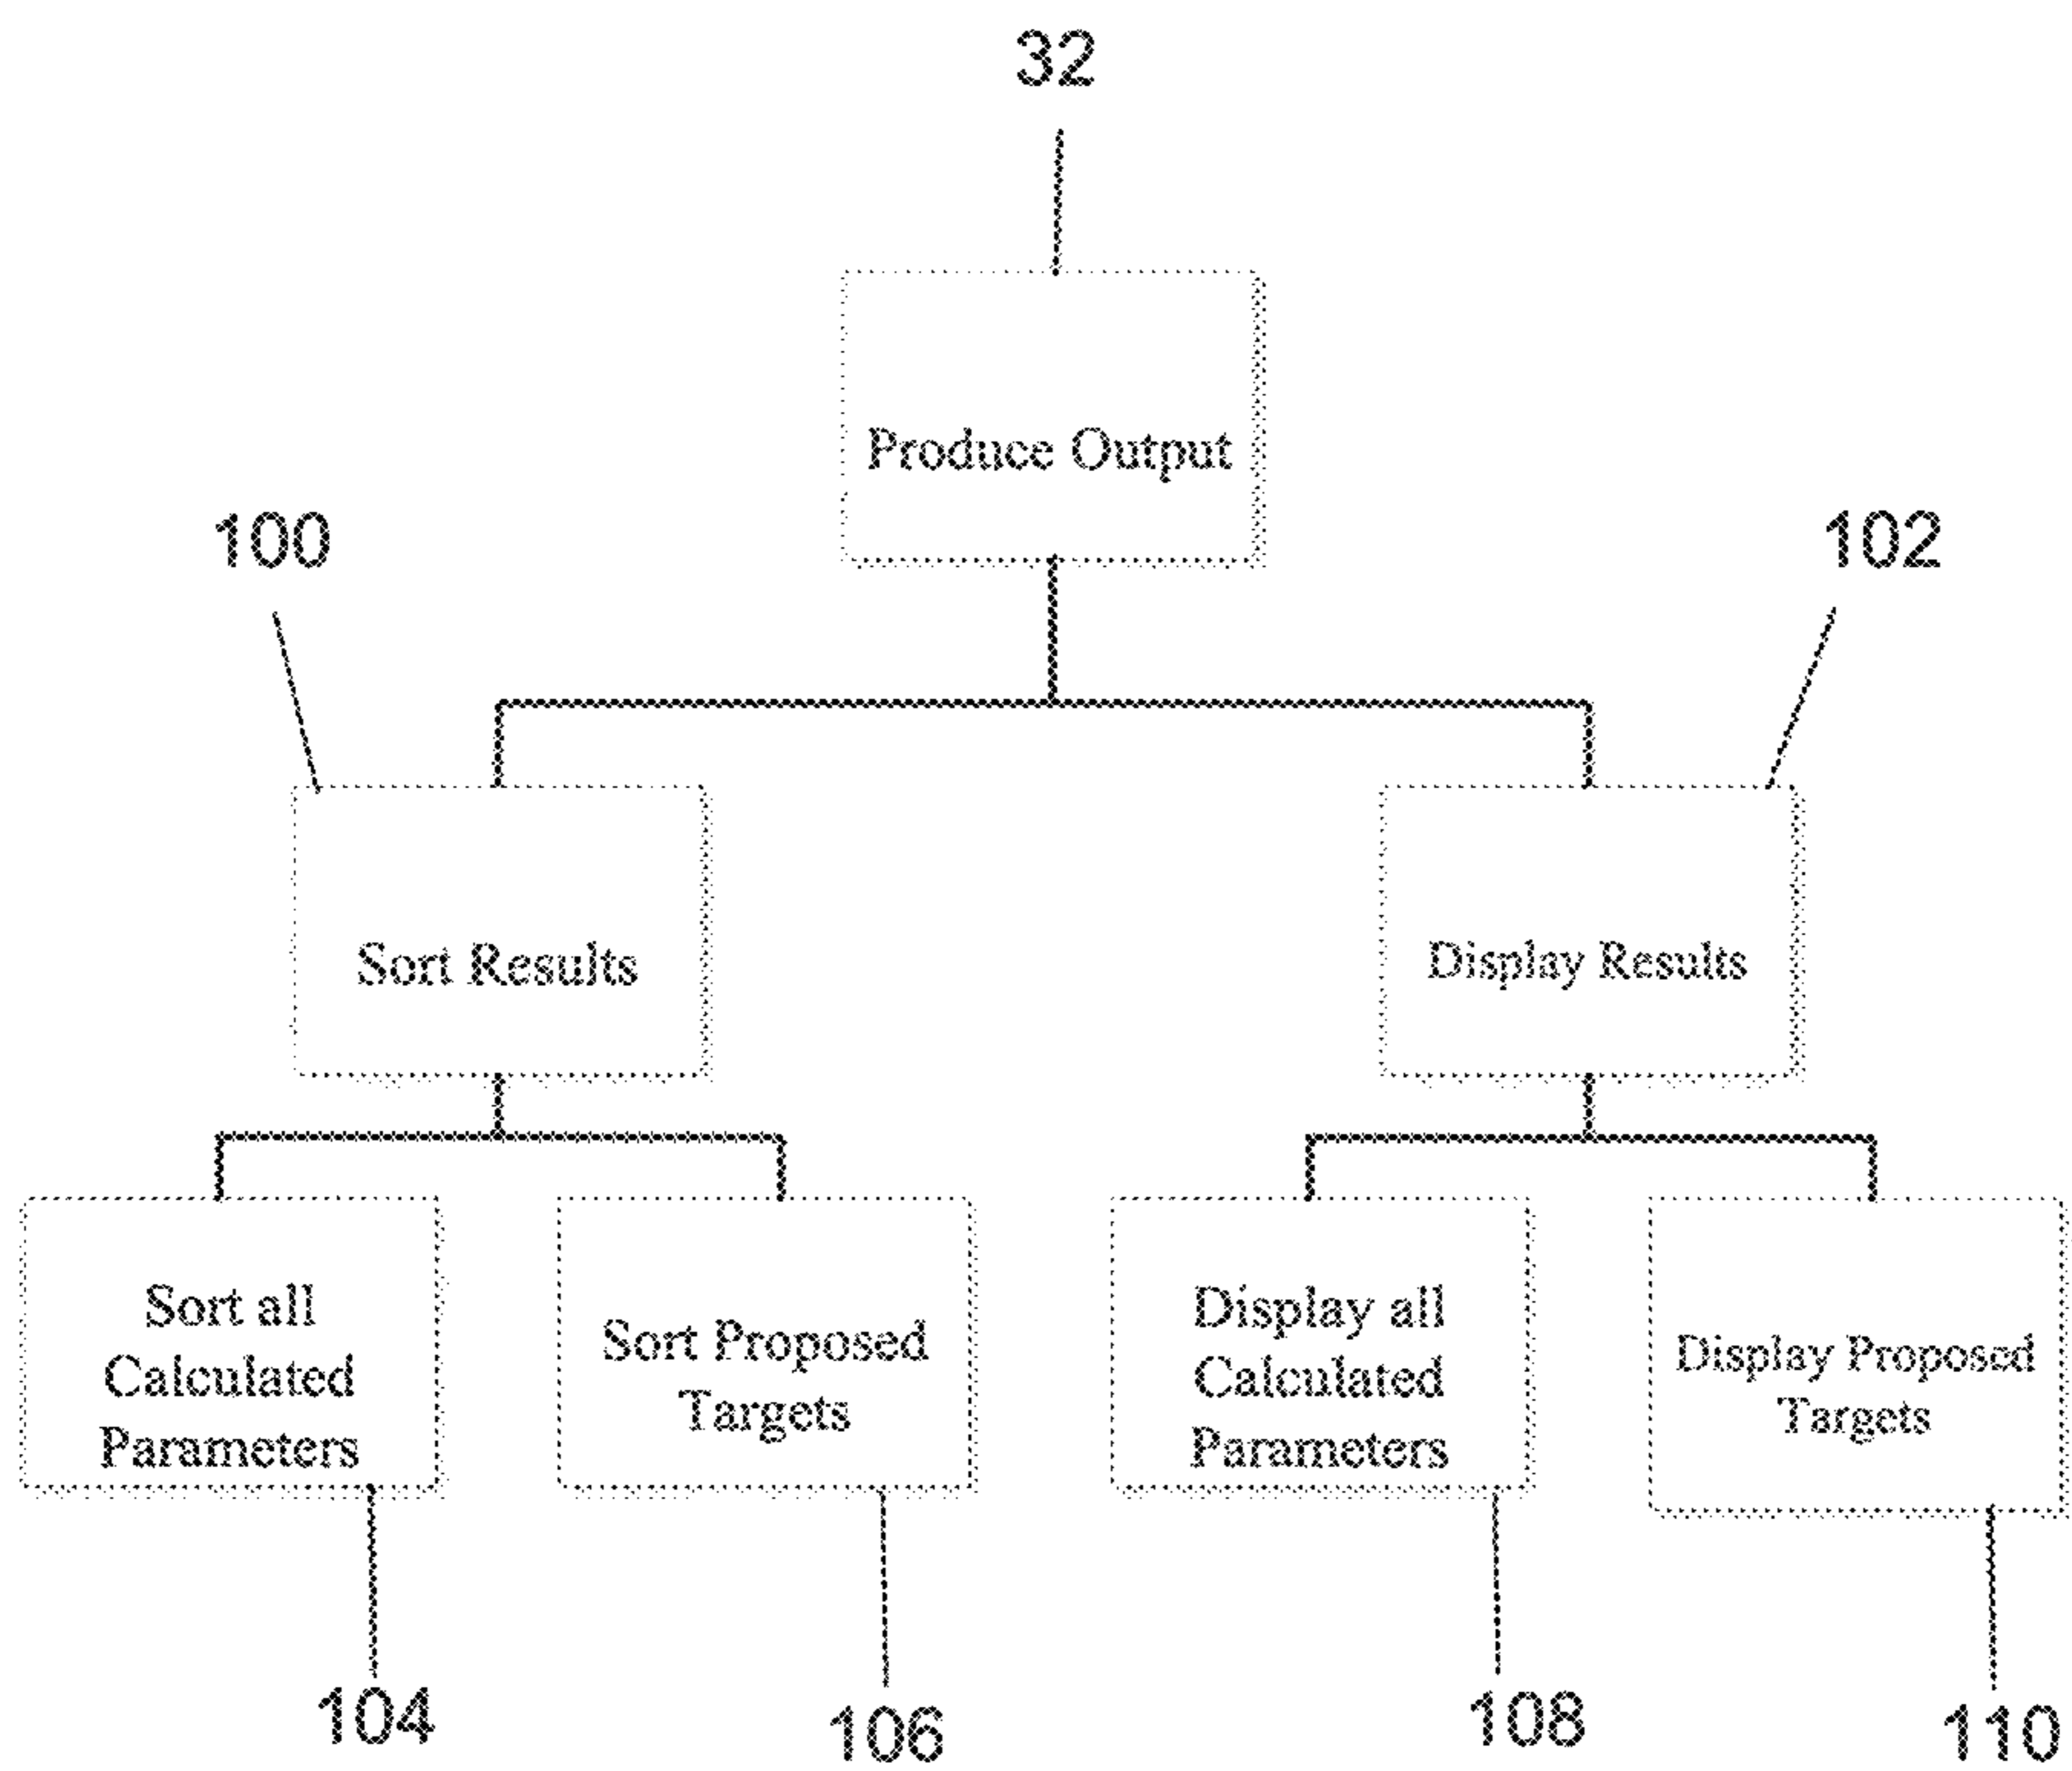 32
Produce Output
100
102
Sort Results
Display Results
Sort all
Calculated
Parameters
Sort Proposed
Targets
Display all
Calculated
Parameters
Display Proposed
Targets
104
106
108
110